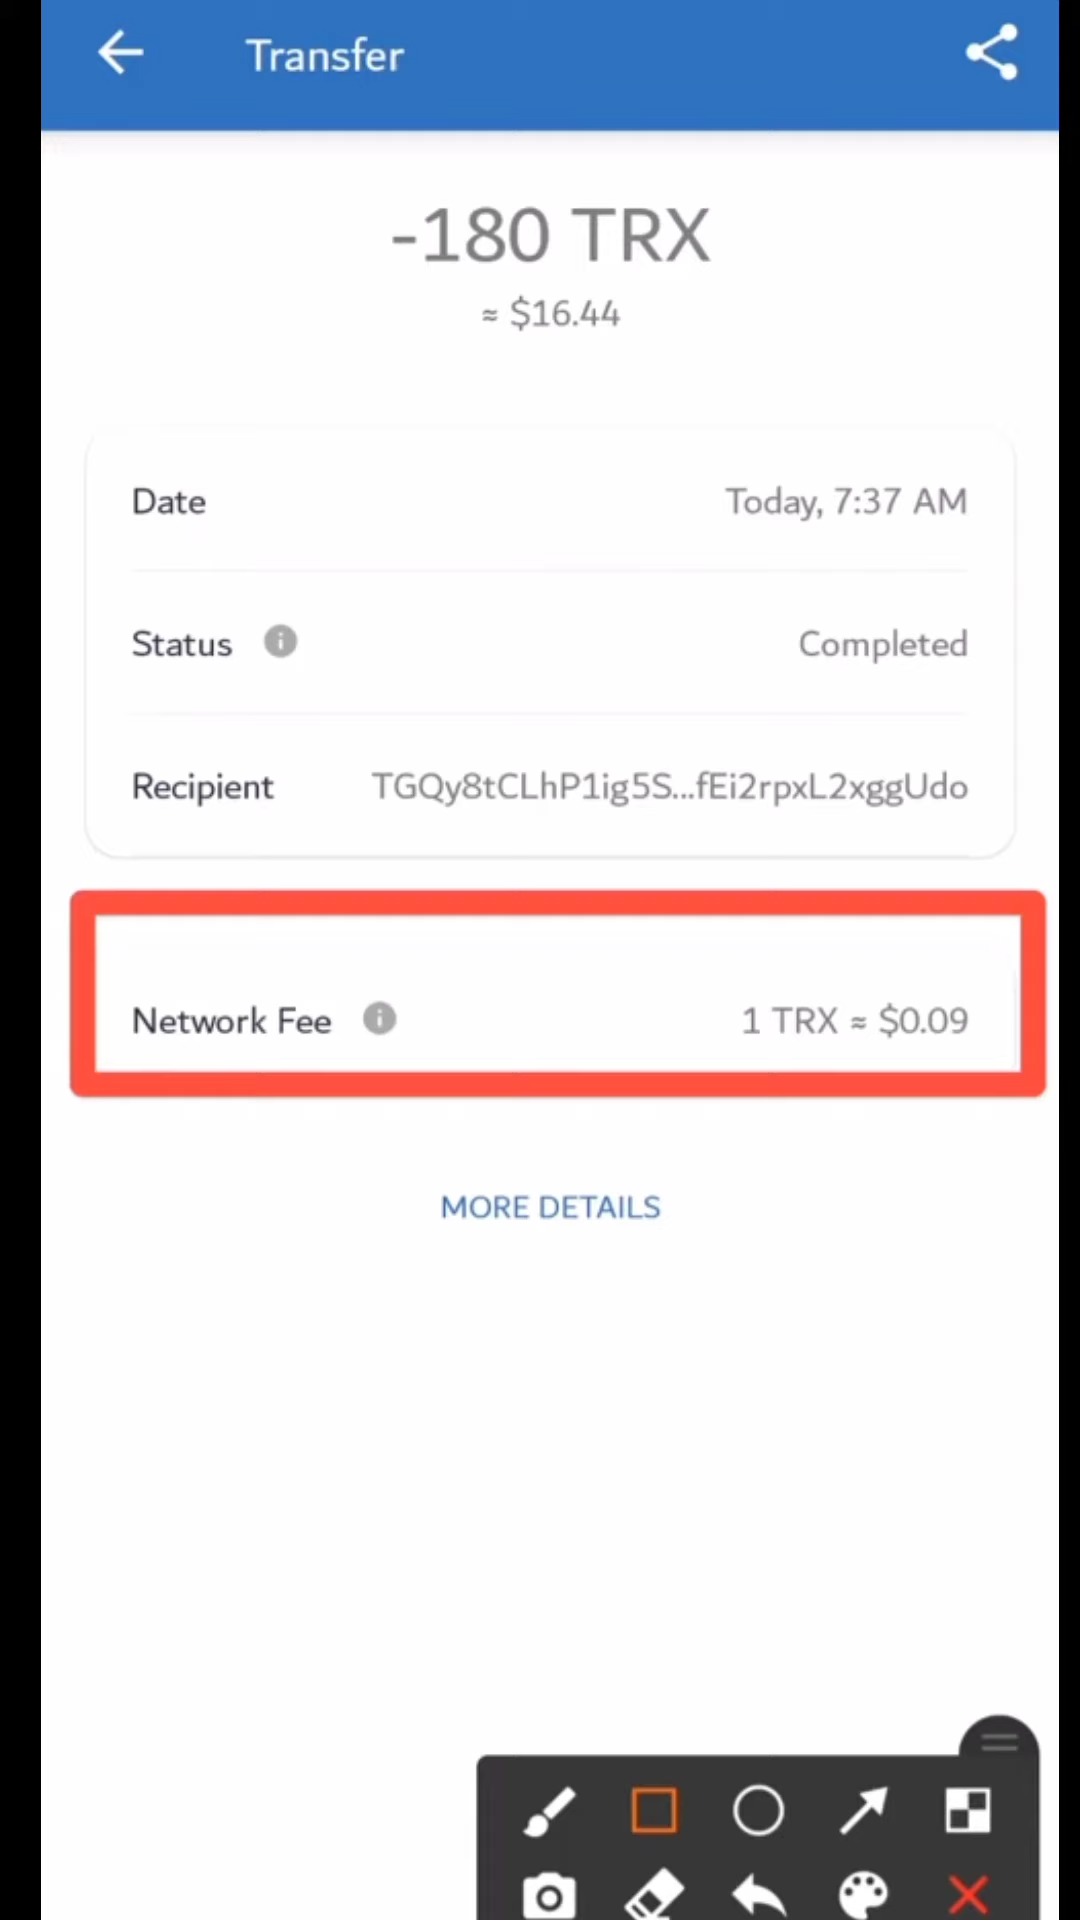 Transfer
-180 TRX
≈ $16.44
Date Today, 7:37 AM
Status Completed
Recipient TGQy8tCLhP1ig5S...fEi2rpxL2xggUdo
Network Fee 1 TRX ≈ $0.09
MORE DETAILS